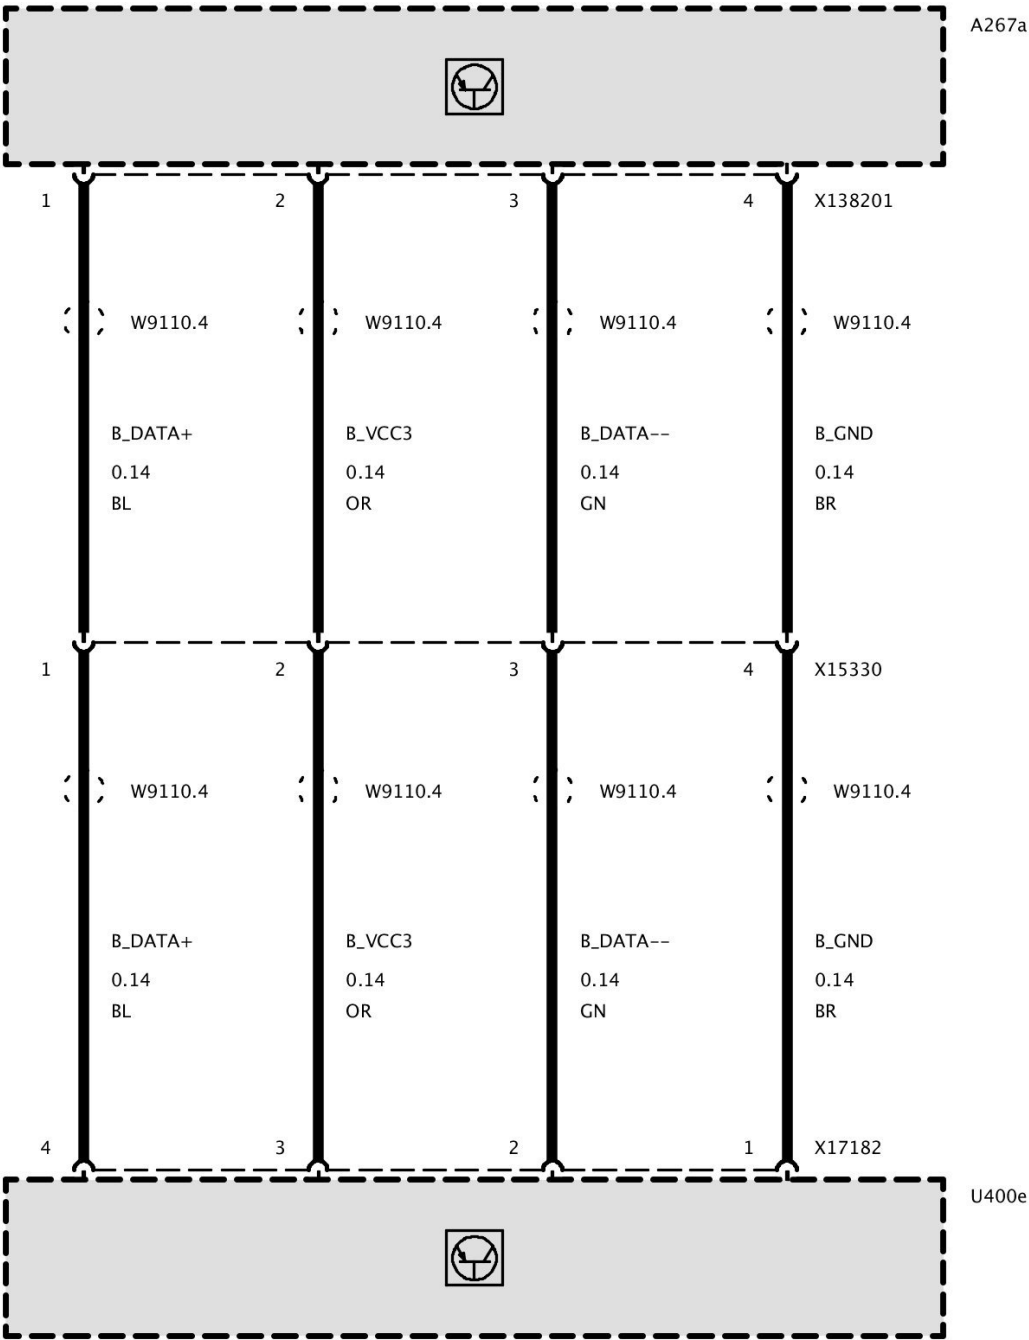 A267a
1 2 3 4 X138201
W9110.4 W9110.4 W9110.4 W9110.4
B_DATA+ B_VCC3 B_DATA-- B_GND
0.14 0.14 0.14 0.14
BL OR GN BR
1 2 3 4 X15330
W9110.4 W9110.4 W9110.4 W9110.4
B_DATA+ B_VCC3 B_DATA-- B_GND
0.14 0.14 0.14 0.14
BL OR GN BR
4 3 2 1 X17182
U400e